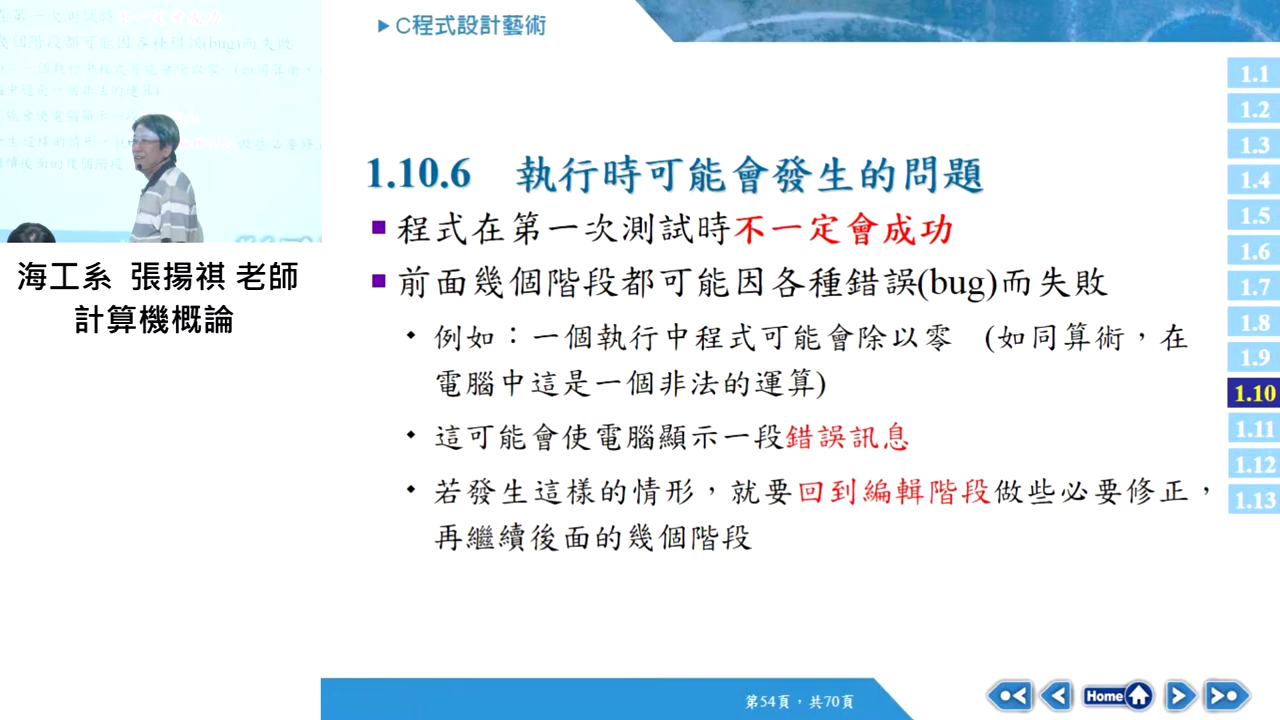 C程式設計藝術
1.10.6 執行時可能會發生的問題
程式在第一次測試時不一定會成功
前面幾個階段都可能因各種錯誤(bug)而失敗
例如：一個執行中程式可能會除以零 (如同算術，在
電腦中這是一個非法的運算)
這可能會使電腦顯示一段錯誤訊息
若發生這樣的情形，就要回到編輯階段做些必要修正，
再繼續後面的幾個階段
海工系 張揚祺 老師
計算機概論
1.1
1.2
1.3
1.4
1.5
1.6
1.7
1.8
1.9
1.10
1.11
1.12
1.13
第54頁，共70頁
Home